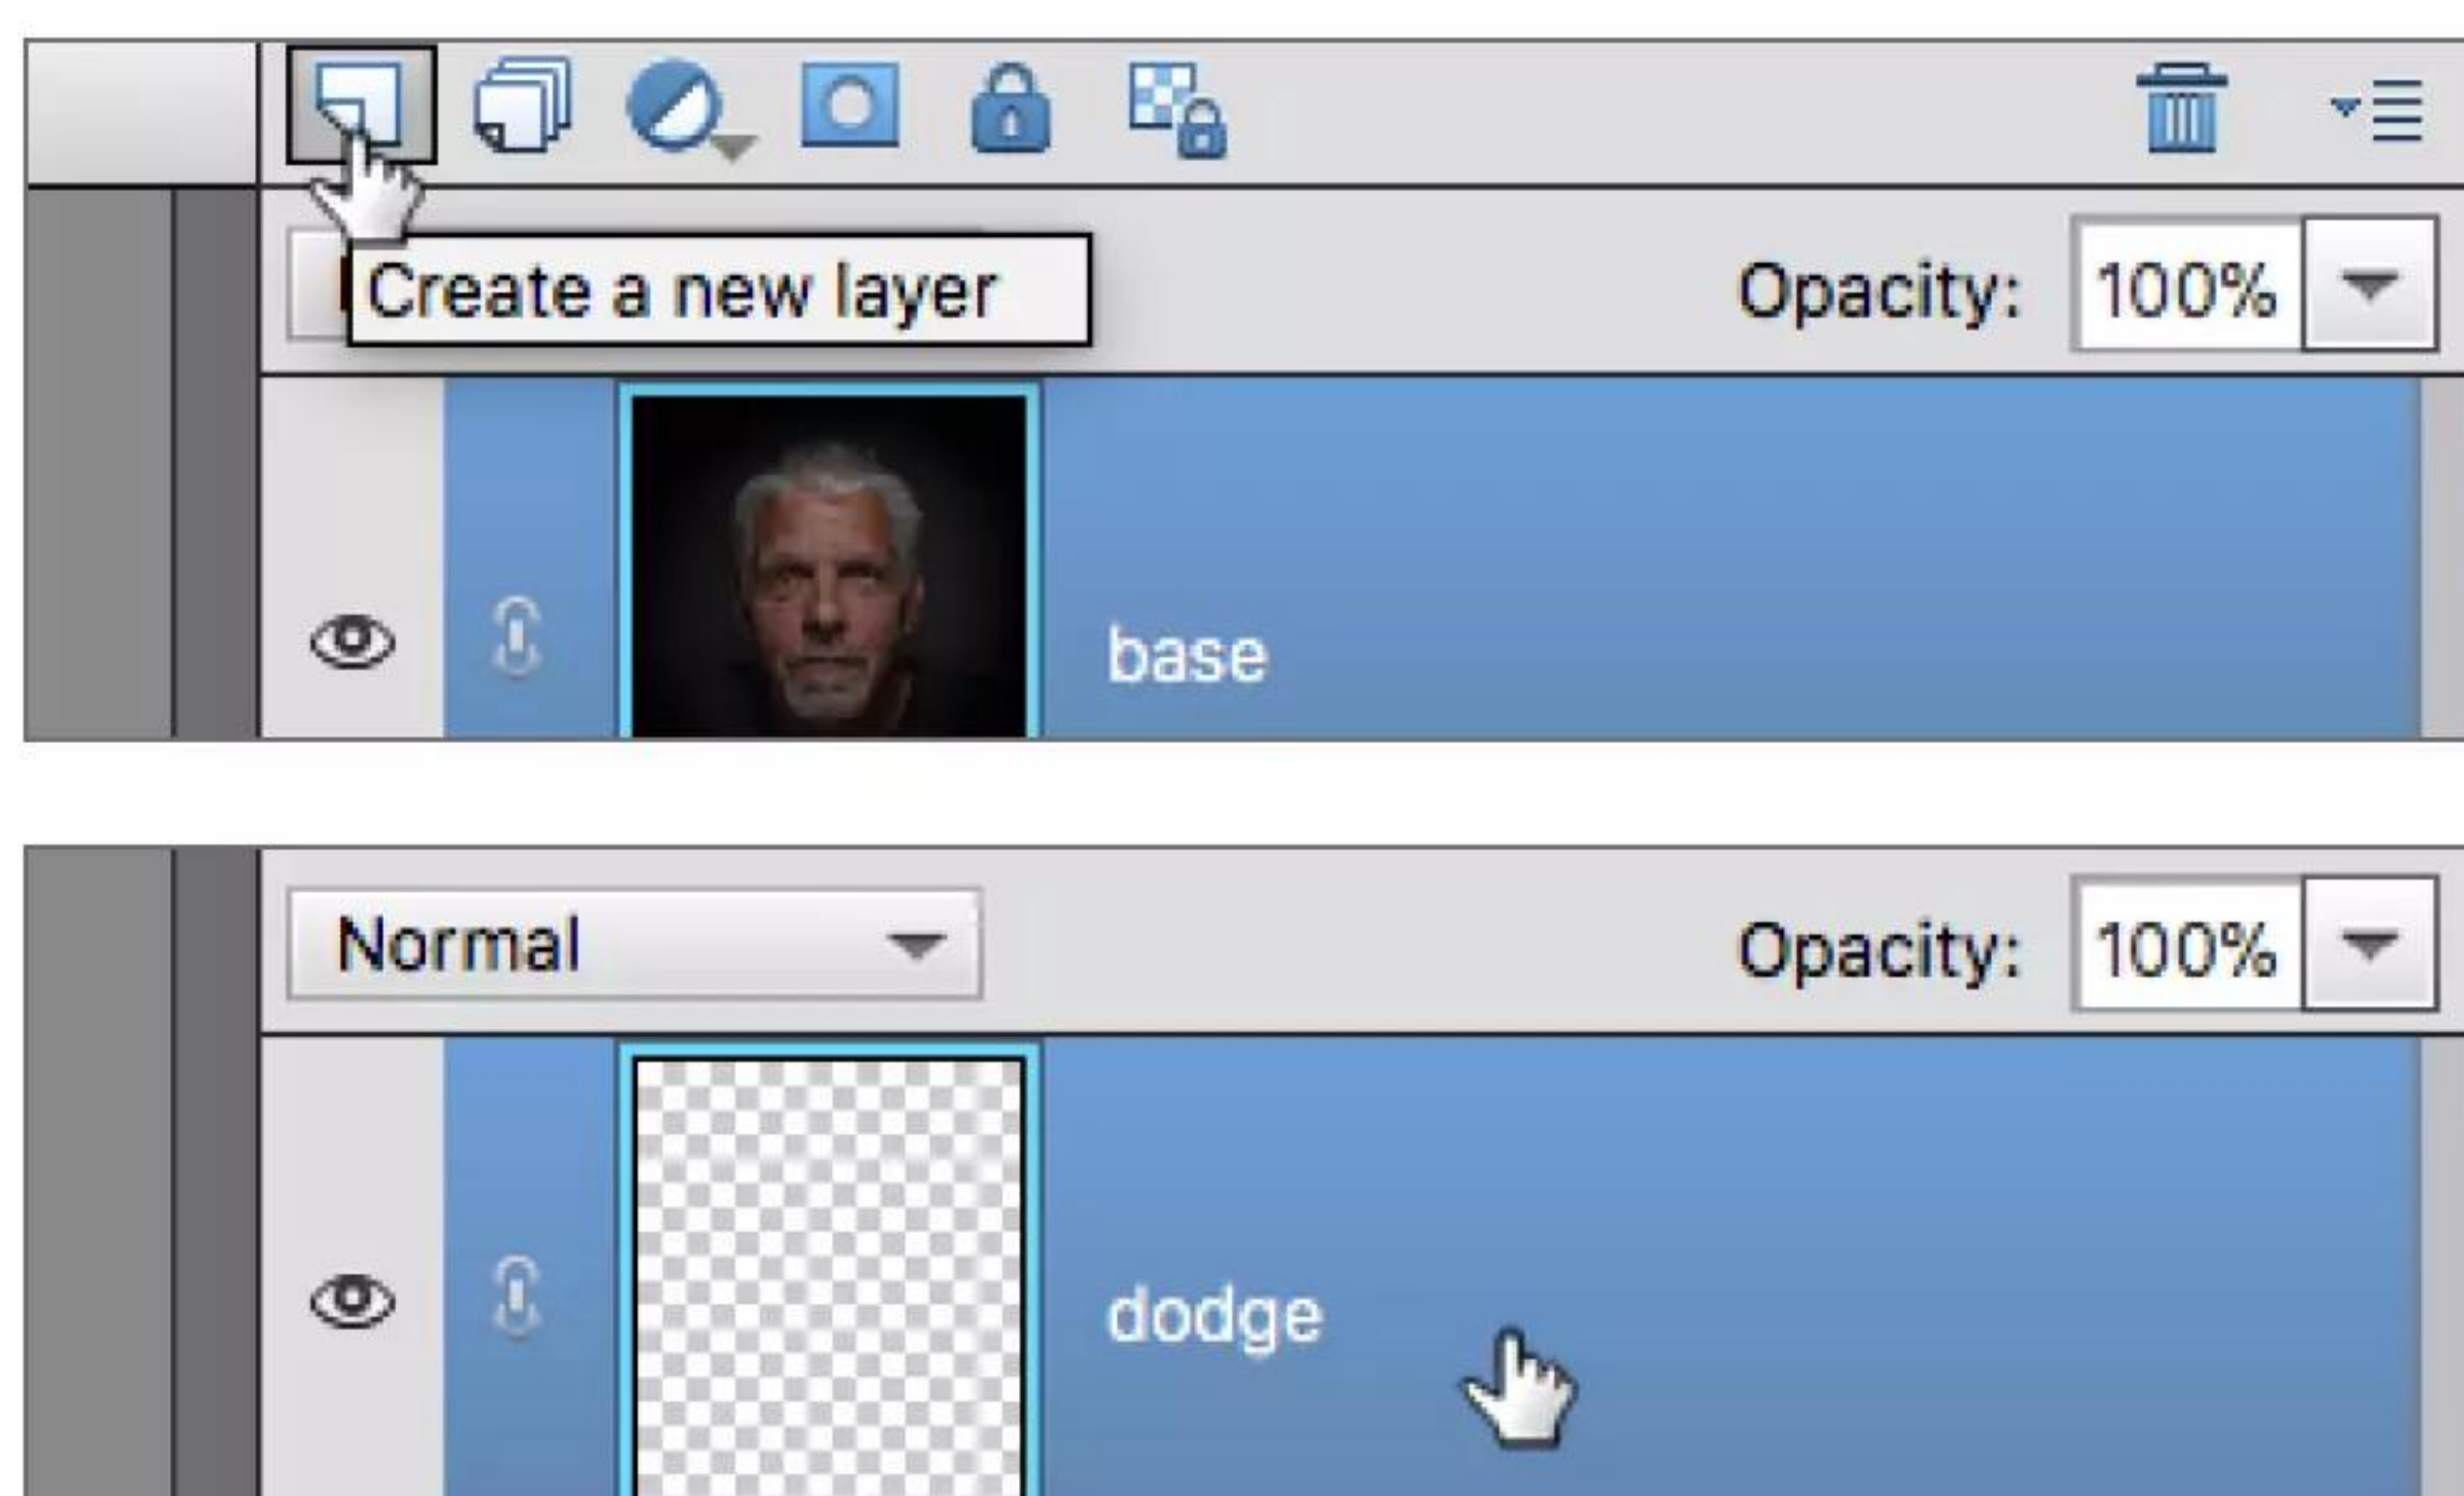 Create a new layer
Opacity: 100%
base
Normal
Opacity: 100%
dodge